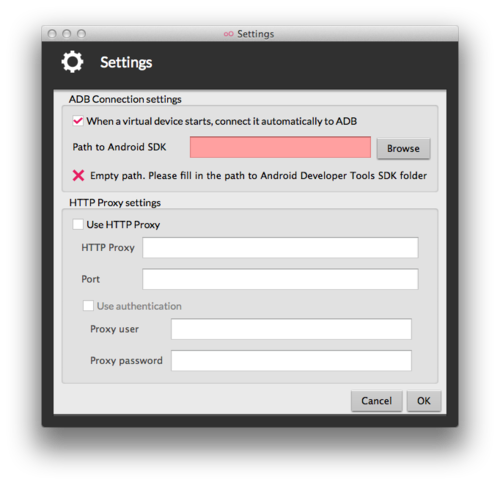 Settings
Settings
ADB Connection settings
When a virtual device starts, connect it automatically to ADB
Path to Android SDK
Browse
Empty path. Please fill in the path to Android Developer Tools SDK folder
HTTP Proxy settings
Use HTTP Proxy
HTTP Proxy
Port
Use authentication
Proxy user
Proxy password
Cancel
OK